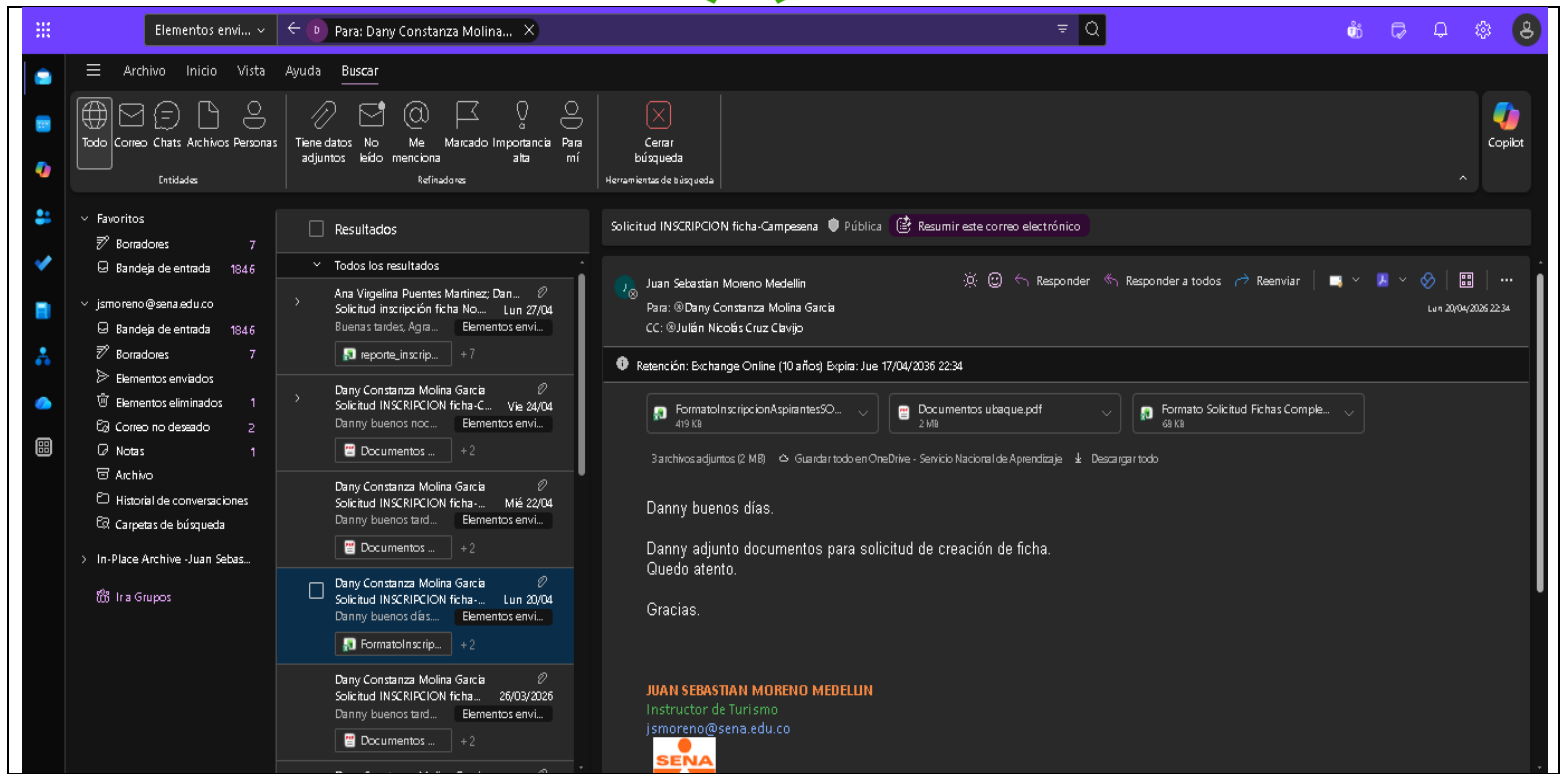 Elementos envi...
D Para: Dany Constanza Molina...
Archivo Inicio Vista Ayuda Buscar
Todo Correo Chats Archivos Personas
Entidades
Tiene datos adjuntos
No leído
Me menciona
Marcado
Importancia alta
Para mí
Refinadores
Cerrar búsqueda
Herramientas de búsqueda
Copilot
Favoritos
Borradores 7
Bandeja de entrada 1846
jsmoreno@sena.edu.co
Bandeja de entrada 1846
Borradores 7
Elementos enviados
Elementos eliminados 1
Correo no deseado 2
Notas 1
Archivo
Historial de conversaciones
Carpetas de búsqueda
In-Place Archive -Juan Sebas...
Ir a Grupos
Resultados
Todos los resultados
Ana Virgelina Puentes Martinez; Dan...
Solicitud inscripción ficha No.... Lun 27/04
Buenas tardes, Agra... Elementos envi...
reporte_inscrip... +7
Dany Constanza Molina Garcia
Solicitud INSCRIPCION ficha-C... Vie 24/04
Danny buenos noc... Elementos envi...
Documentos ... +2
Dany Constanza Molina Garcia
Solicitud INSCRIPCION ficha-... Mié 22/04
Danny buenos tard... Elementos envi...
Documentos ... +2
Dany Constanza Molina Garcia
Solicitud INSCRIPCION ficha-... Lun 20/04
Danny buenos días.... Elementos envi...
FormatoInscrip... +2
Dany Constanza Molina Garcia
Solicitud INSCRIPCION ficha... 26/03/2026
Danny buenos tard... Elementos envi...
Documentos ... +2
Solicitud INSCRIPCION ficha-Campesena Pública Resumir este correo electrónico
Juan Sebastian Moreno Medellin
Responder Responder a todos Reenviar
Para: Dany Constanza Molina Garcia
Lun 20/04/2026 22:34
CC: Julián Nicolás Cruz Clavijo
Retención: Exchange Online (10 años) Expira: Jue 17/04/2036 22:34
FormatoInscripcionAspirantesSO...
419 KB
Documentos ubaque.pdf
2 MB
Formato Solicitud Fichas Comple...
68 KB
3 archivos adjuntos (2 MB) Guardar todo en OneDrive - Servicio Nacional de Aprendizaje Descargar todo
Danny buenos días.
Danny adjunto documentos para solicitud de creación de ficha.
Quedo atento.
Gracias.
JUAN SEBASTIAN MORENO MEDELLIN
Instructor de Turismo
jsmoreno@sena.edu.co
SENA